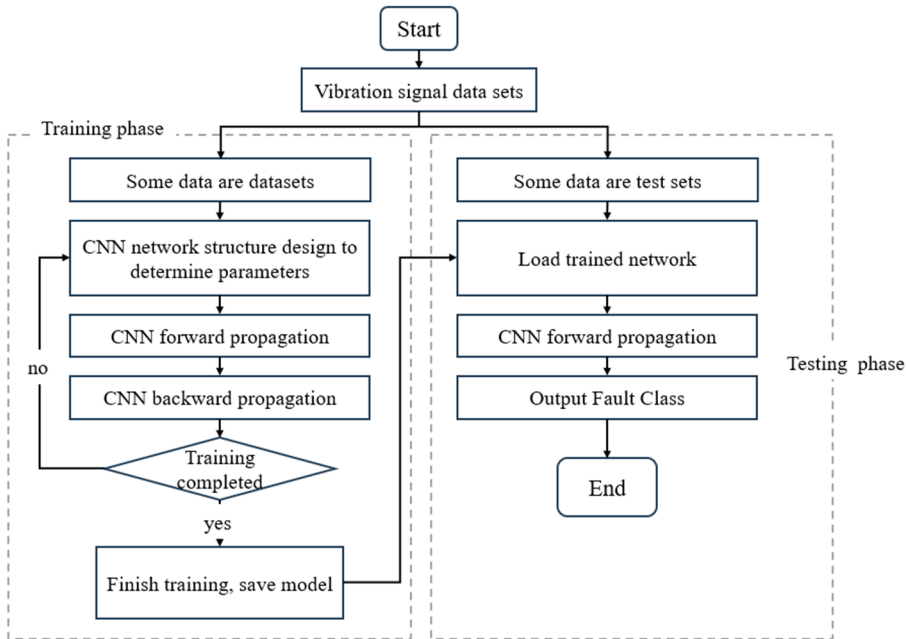 Start
Vibration signal data sets
Training phase
Some data are datasets
CNN network structure design to
determine parameters
CNN forward propagation
no
CNN backward propagation
Training
completed
yes
Finish training, save model
Some data are test sets
Load trained network
CNN forward propagation
Testing phase
Output Fault Class
End